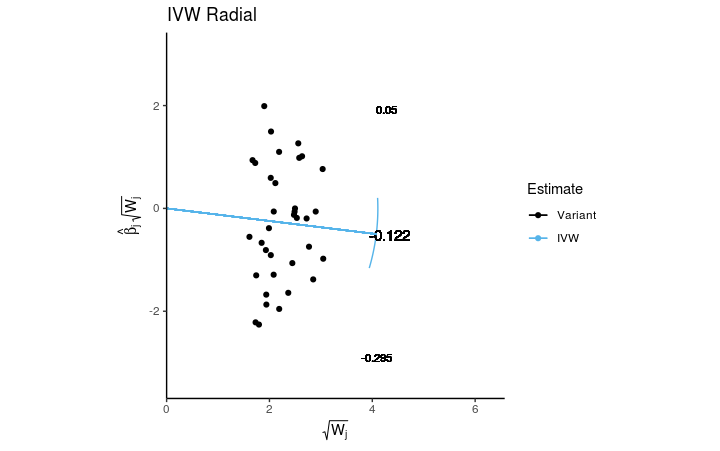 IVW Radial
β̂j√Wj
2
0
-2
0.05
-0.122
-0.295
0
2
4
6
√Wj
Estimate
Variant
IVW